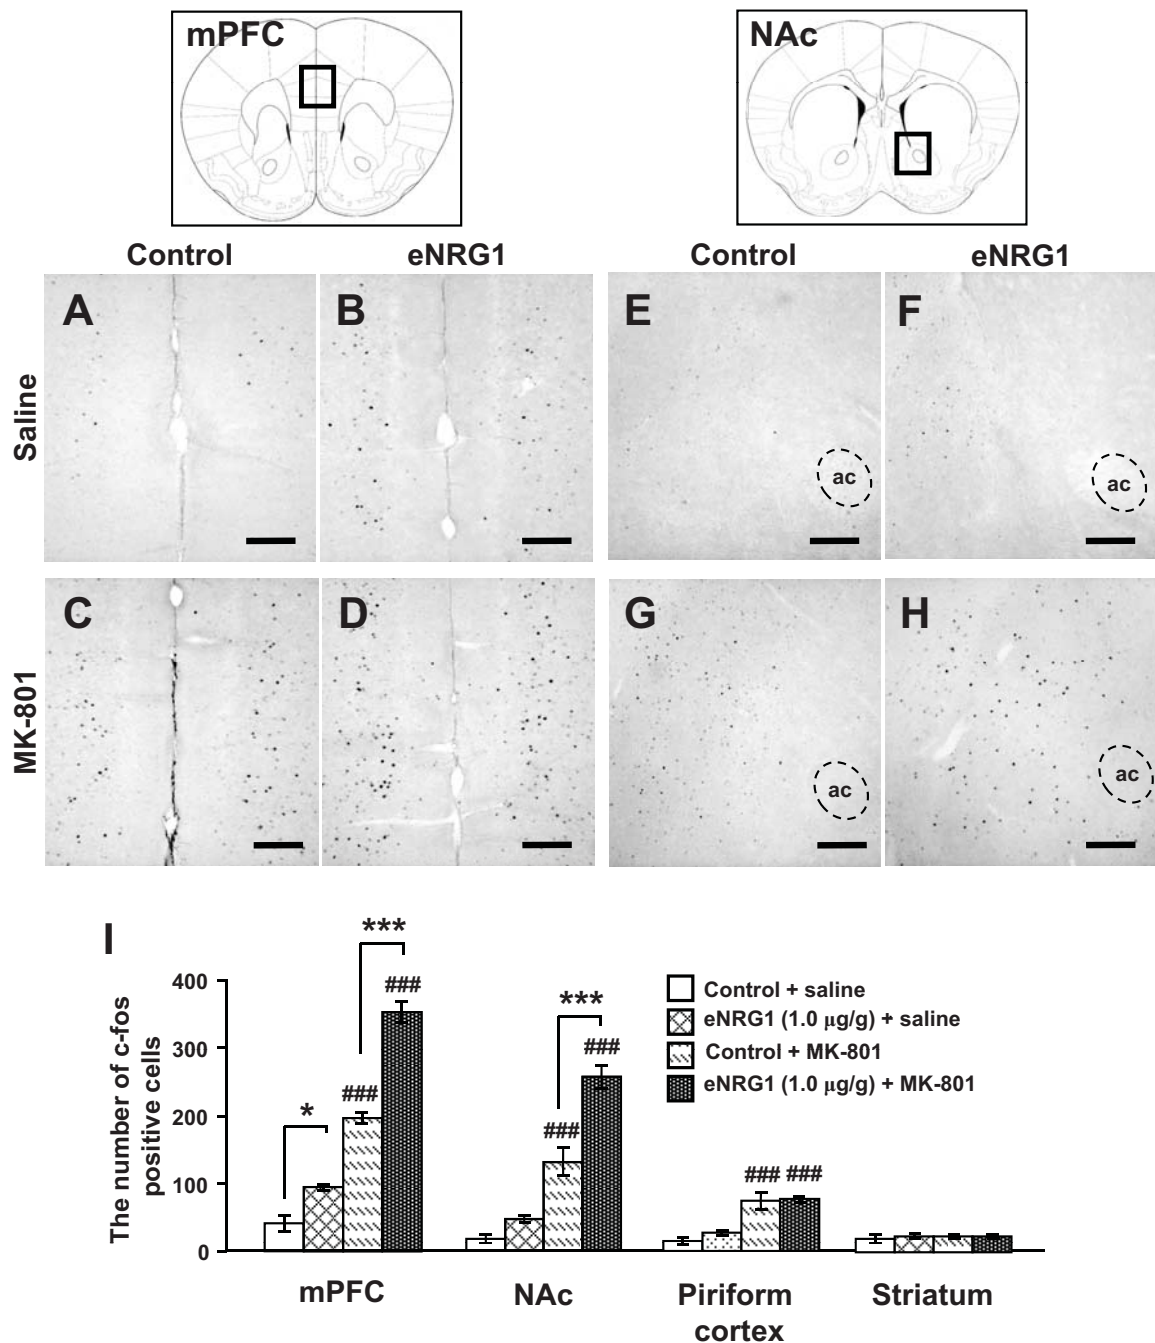 mPFC
NAc
Control
eNRG1
Control
eNRG1
Saline
A
B
E
F
ac
ac
MK-801
C
D
G
H
ac
ac
I
***
###
***
###
###
*
###
### ###
The number of c-fos
positive cells
400
300
200
100
0
Control + saline
eNRG1 (1.0 μg/g) + saline
Control + MK-801
eNRG1 (1.0 μg/g) + MK-801
mPFC
NAc
Piriform
cortex
Striatum